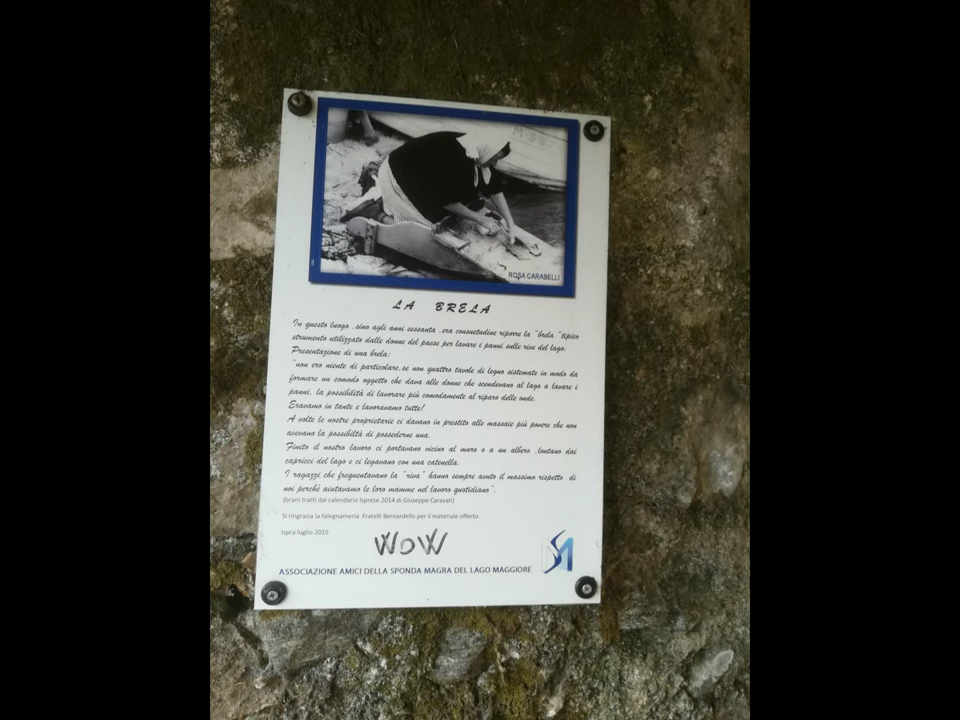 M 55
ROSA CARABELLI
LA BRELA
In questo luogo ,sino agli anni sessanta ,era consuetudine riporre la "brela "tipico
strumento utilizzato dalle donne del paese per lavare i panni sulle rive del lago.
Presentazione di una brela:
"non ero niente di particolare,se non quattro tavole di legno sistemate in modo da
formare un comodo oggetto che dava alle donne che scendevano al lago a lavare i
panni, la possibilità di lavorare più comodamente al riparo delle onde.
Eravamo in tante e lavoravamo tutte!
A volte le nostre proprietarie ci davano in prestito alle massaie più povere che non
avevano la possibiltà di possederne una.
Finito il nostro lavoro ci portavano vicino al muro o a un albero ,lontano dai
capricci del lago e ci legavano con una catenella.
I ragazzi che frequentavano la "riva" hanno sempre avuto il massimo rispetto di
noi perchè aiutavamo le loro mamme nel lavoro quotidiano".
(brani tratti dal calendario Isprese 2014 di Giuseppe Caravati)
Si ringrazia la falegnameria Fratelli Bernardello per il materiale offerto
Ispra luglio 2015
WOW
ASSOCIAZIONE AMICI DELLA SPONDA MAGRA DEL LAGO MAGGIORE